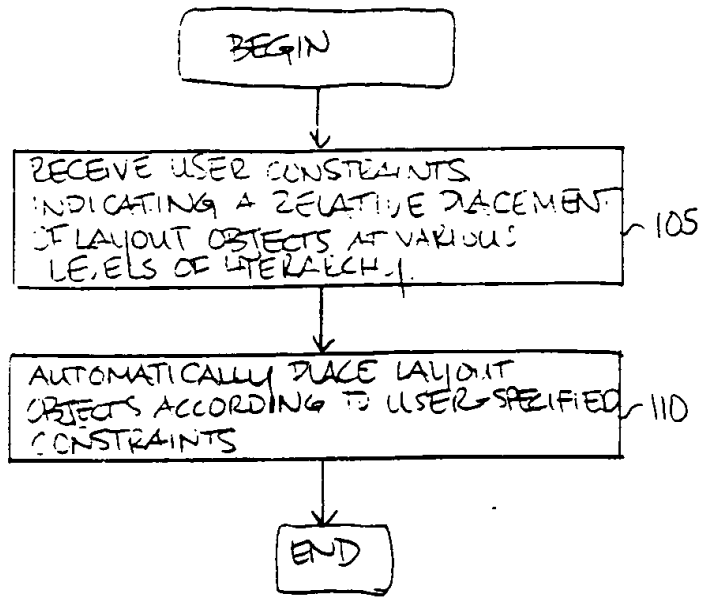 BEGIN
RECEIVE USER CONSTRAINTS
INDICATING A RELATIVE PLACEMENT
OF LAYOUT OBJECTS AT VARIOUS
LEVELS OF HIERARCHY.
105
AUTOMATICALLY PLACE LAYOUT
OBJECTS ACCORDING TO USER-SPECIFIED
110
CONSTRAINTS
END